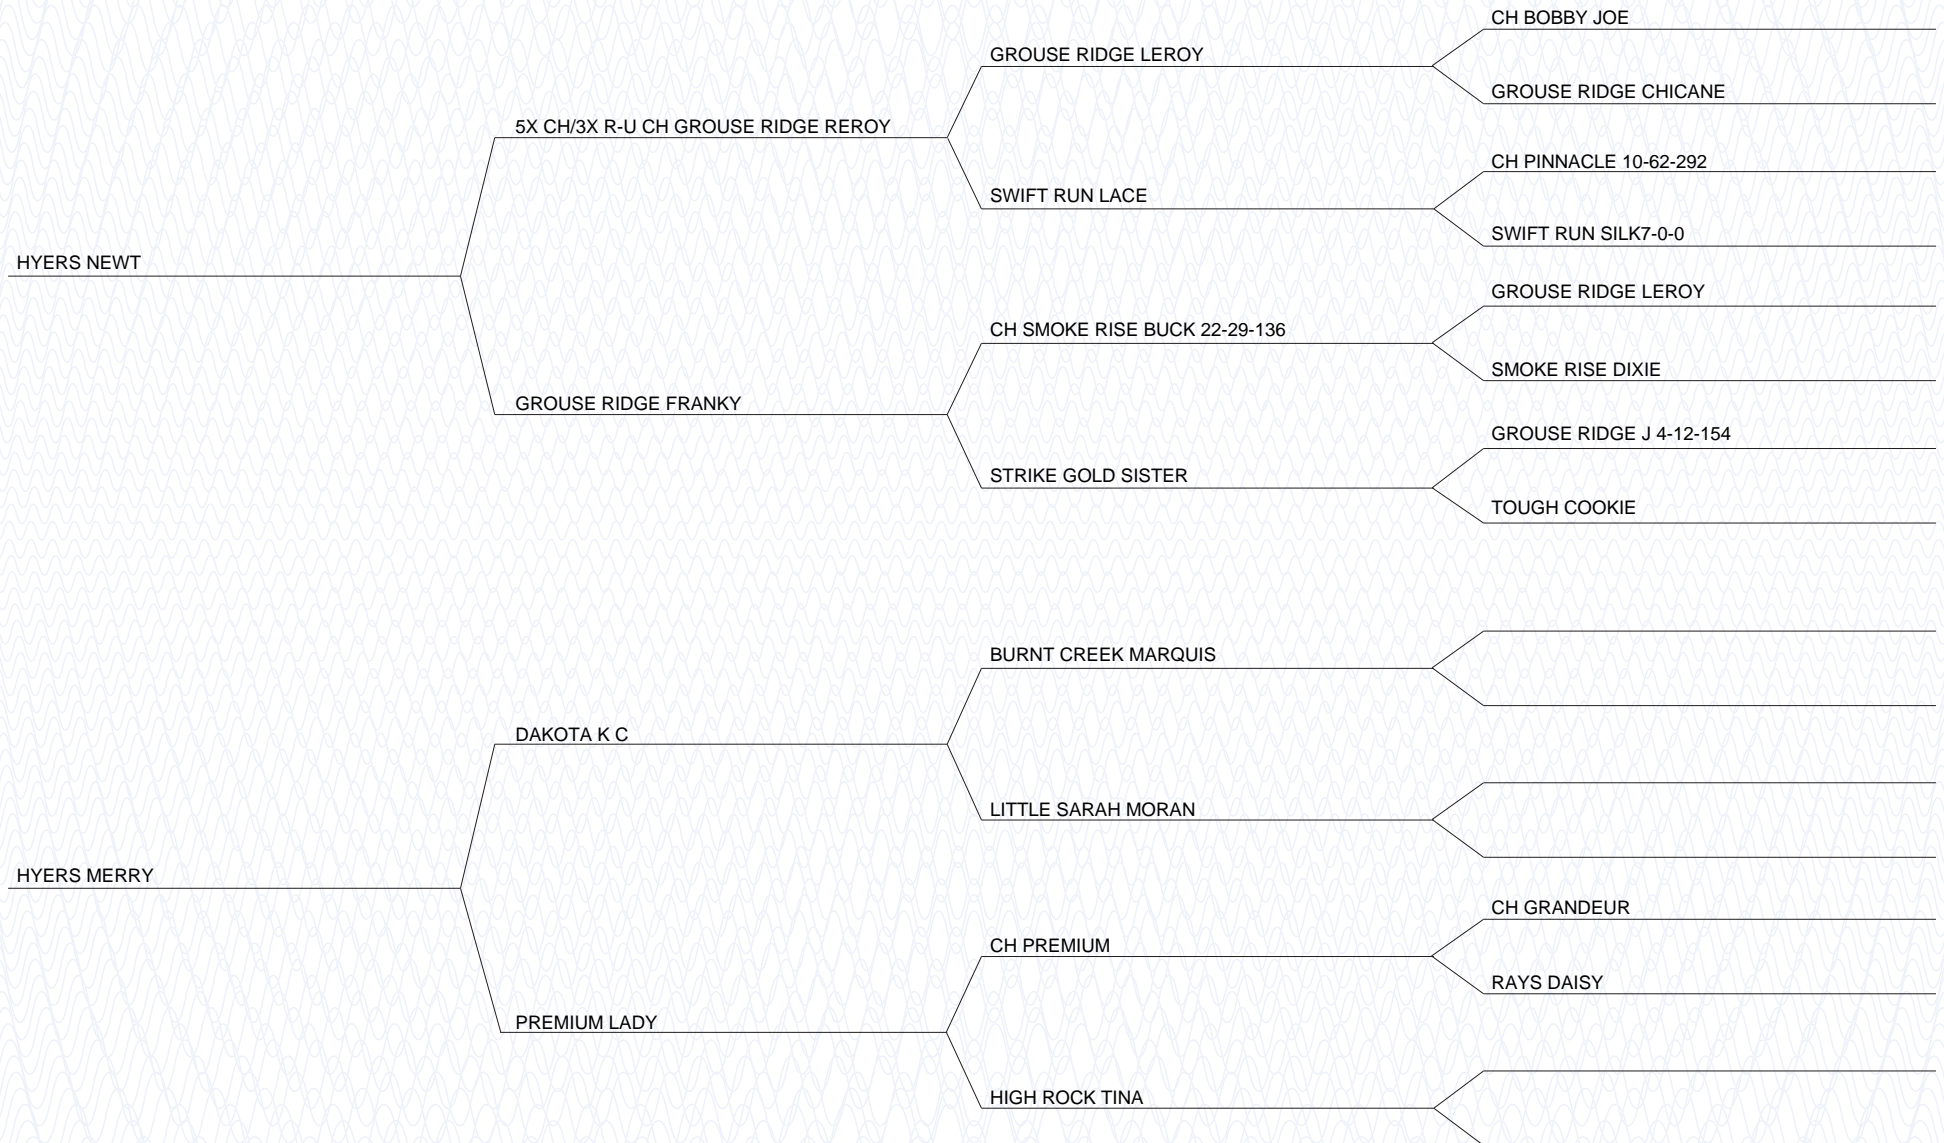 CH BOBBY JOE
GROUSE RIDGE LEROY
GROUSE RIDGE CHICANE
5X CH/3X R-U CH GROUSE RIDGE REROY
CH PINNACLE 10-62-292
SWIFT RUN LACE
SWIFT RUN SILK7-0-0
HYERS NEWT
GROUSE RIDGE LEROY
CH SMOKE RISE BUCK 22-29-136
SMOKE RISE DIXIE
GROUSE RIDGE FRANKY
GROUSE RIDGE J 4-12-154
STRIKE GOLD SISTER
TOUGH COOKIE
BURNT CREEK MARQUIS
DAKOTA K C
LITTLE SARAH MORAN
HYERS MERRY
CH GRANDEUR
CH PREMIUM
RAYS DAISY
PREMIUM LADY
HIGH ROCK TINA